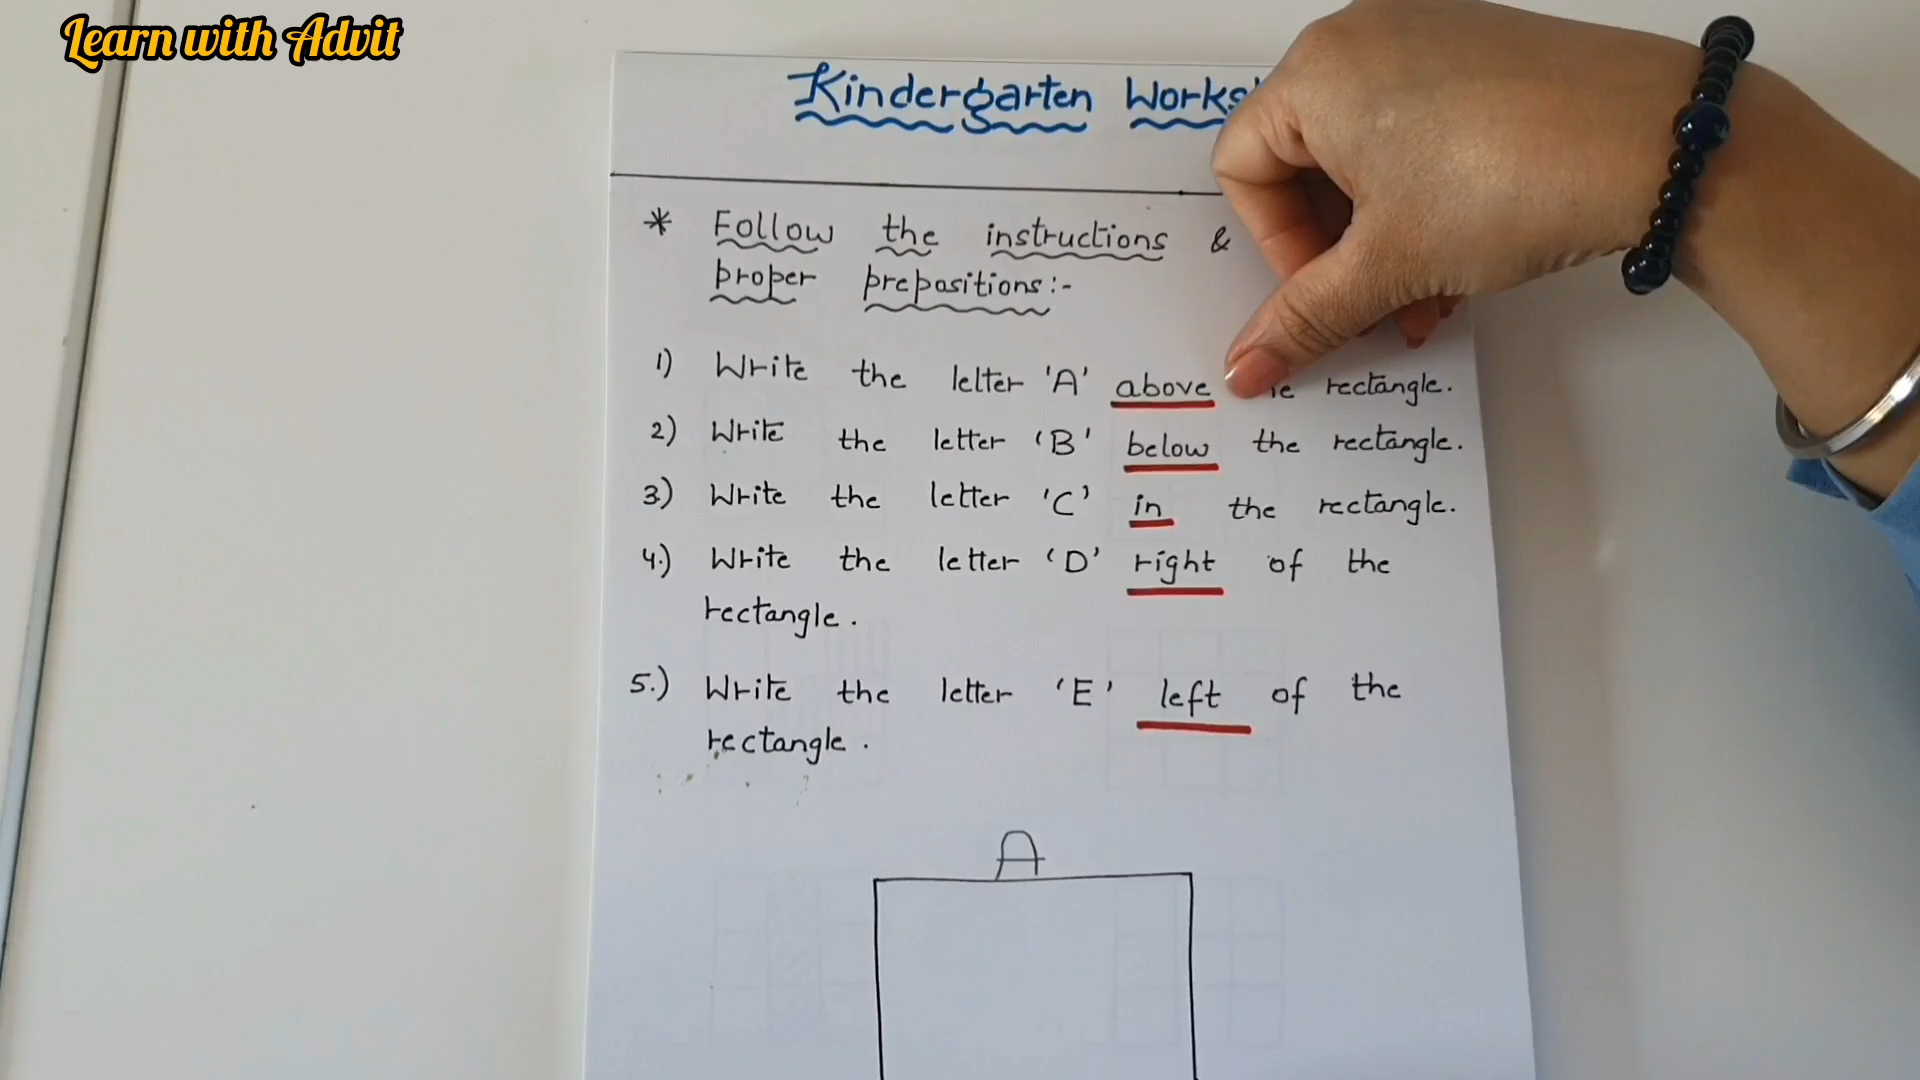 Learn with Advit
Kindergarten
* Follow the instructions &
proper prepositions:-
1) Write the letter 'A' above rectangle.
2) Write the letter 'B' below the rectangle.
3) Write the letter 'C' in the rectangle.
4.) Write the letter 'D' right of the
rectangle.
5.) Write the letter 'E' left of the
rectangle.
A